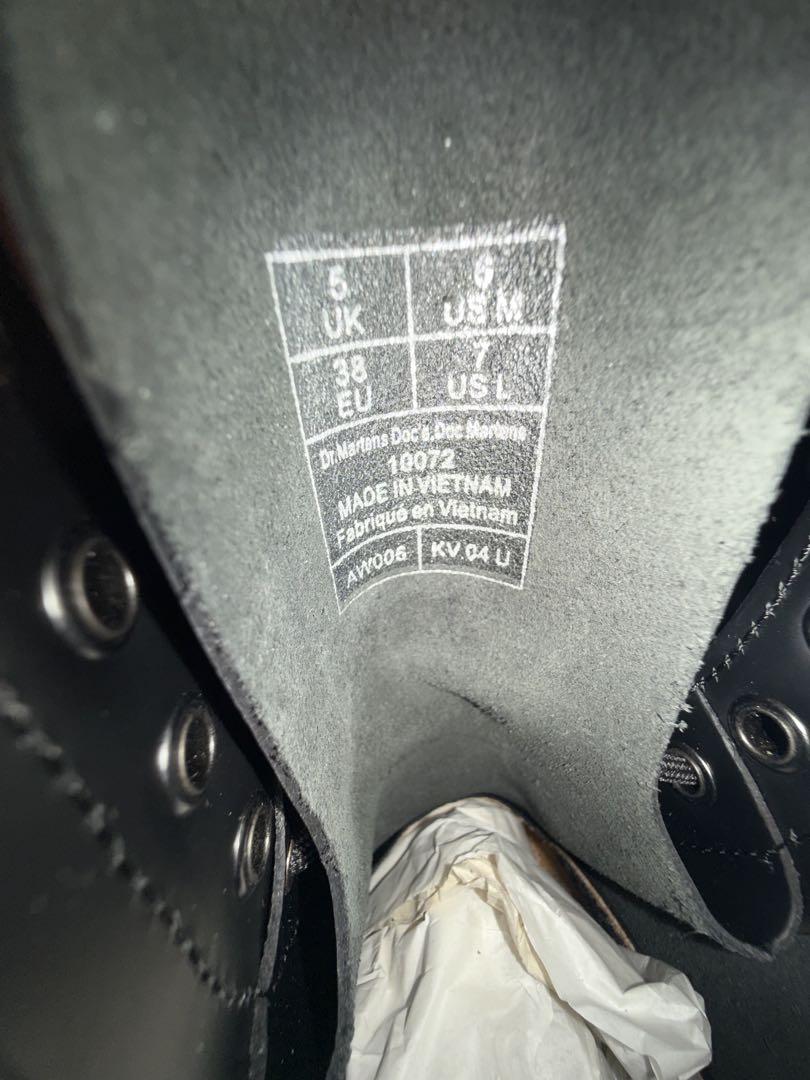 5
UK
6
US M
38
EU
7
US L
Dr. Martens Doc's. Doc Martens
10072
MADE IN VIETNAM
Fabriqué en Vietnam
AW006
KV 04 U